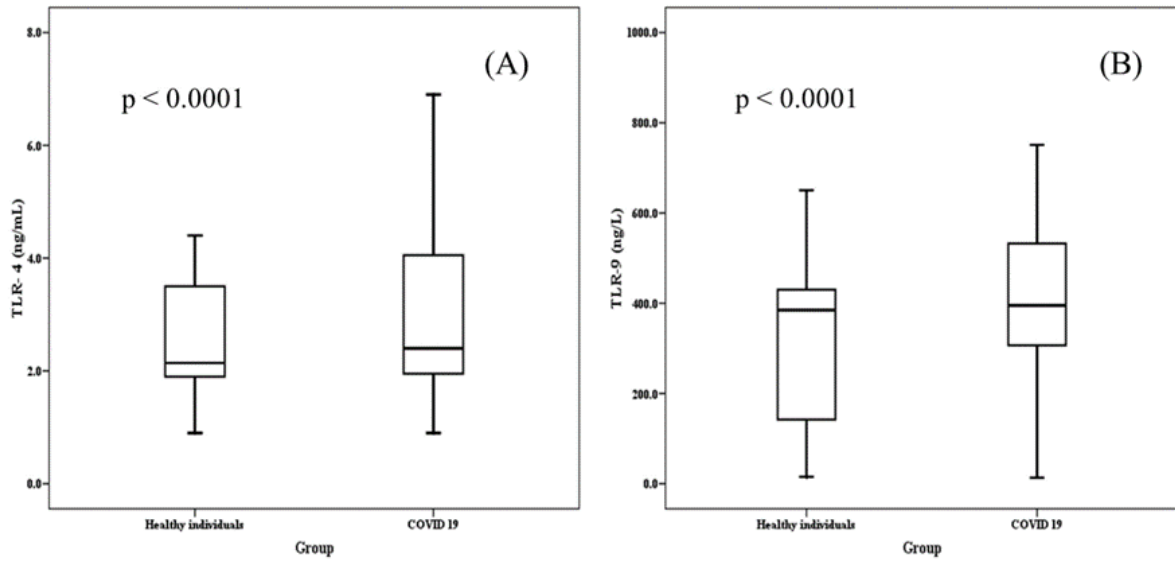 (A)
p < 0.0001
8.0
6.0
4.0
2.0
0.0
TLR- 4 (ng/mL)
Healthy individuals
COVID 19
Group
(B)
p < 0.0001
1000.0
800.0
600.0
400.0
200.0
0.0
TLR-9 (ng/L)
Healthy individuals
COVID 19
Group